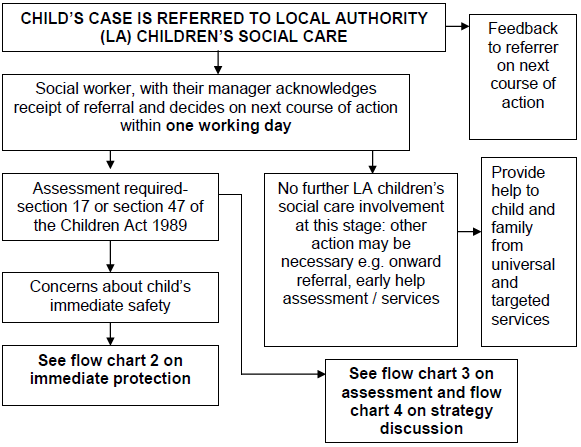 CHILD'S CASE IS REFERRED TO LOCAL AUTHORITY
(LA) CHILDREN'S SOCIAL CARE
Feedback
to referrer
on next
course of
action
Social worker, with their manager acknowledges
receipt of referral and decides on next course of action
within one working day
Assessment required-
section 17 or section 47 of
the Children Act 1989
No further LA children's
social care involvement
at this stage: other
action may be
necessary e.g. onward
referral, early help
assessment / services
Provide
help to
child and
family
from
universal
and
targeted
services
Concerns about child's
immediate safety
See flow chart 2 on
immediate protection
See flow chart 3 on
assessment and flow
chart 4 on strategy
discussion